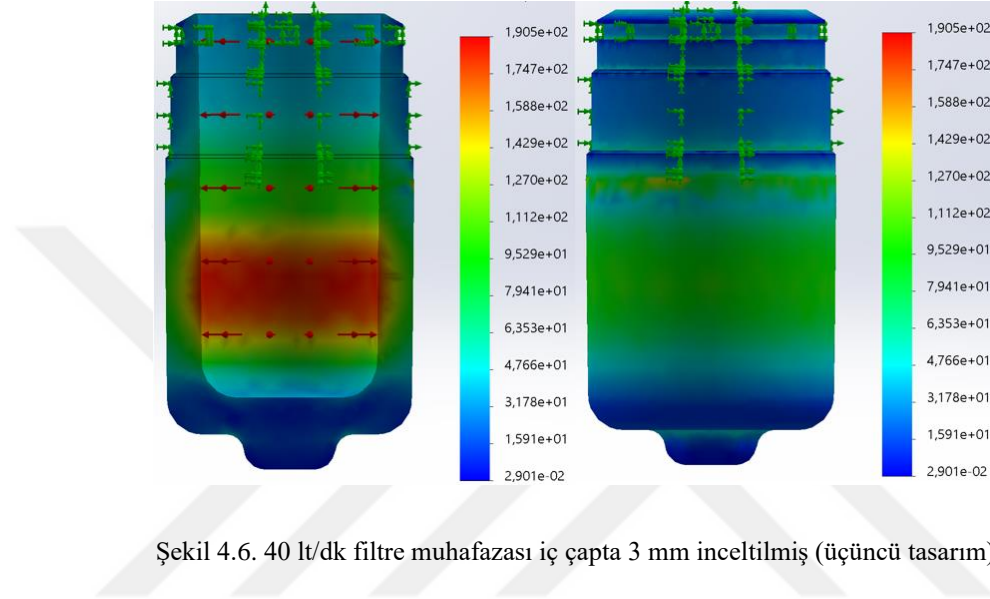 1,905e+02
1,747e+02
1,588e+02
1,429e+02
1,270e+02
1,112e+02
9,529e+01
7,941e+01
6,353e+01
4,766e+01
3,178e+01
1,591e+01
2,901e-02
1,905e+02
1,747e+02
1,588e+02
1,429e+02
1,270e+02
1,112e+02
9,529e+01
7,941e+01
6,353e+01
4,766e+01
3,178e+01
1,591e+01
2,901e-02
Şekil 4.6. 40 lt/dk filtre muhafazası iç çapta 3 mm inceltilmiş (üçüncü tasarım)